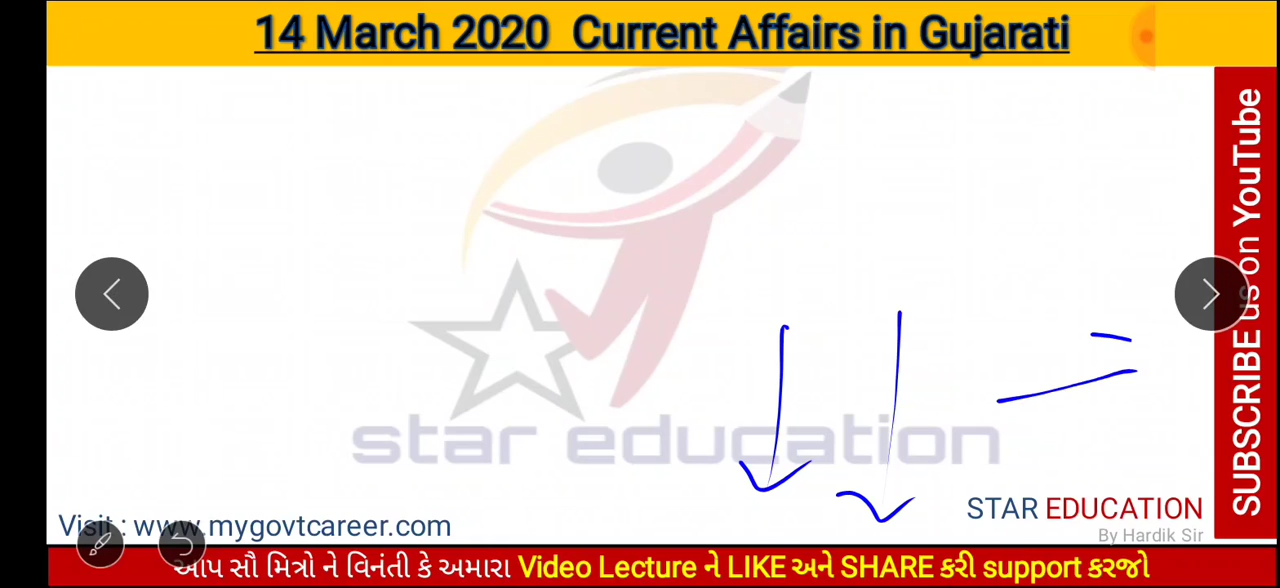 14 March 2020 Current Affairs in Gujarati
SUBSCRIBE us on YouTube
star education
Visit : www.mygovtcareer.com
STAR EDUCATION
By Hardik Sir
આપ સૌ મિત્રો ને વિનંતી કે અમારા Video Lecture ને LIKE અને SHARE કરી support કરજો